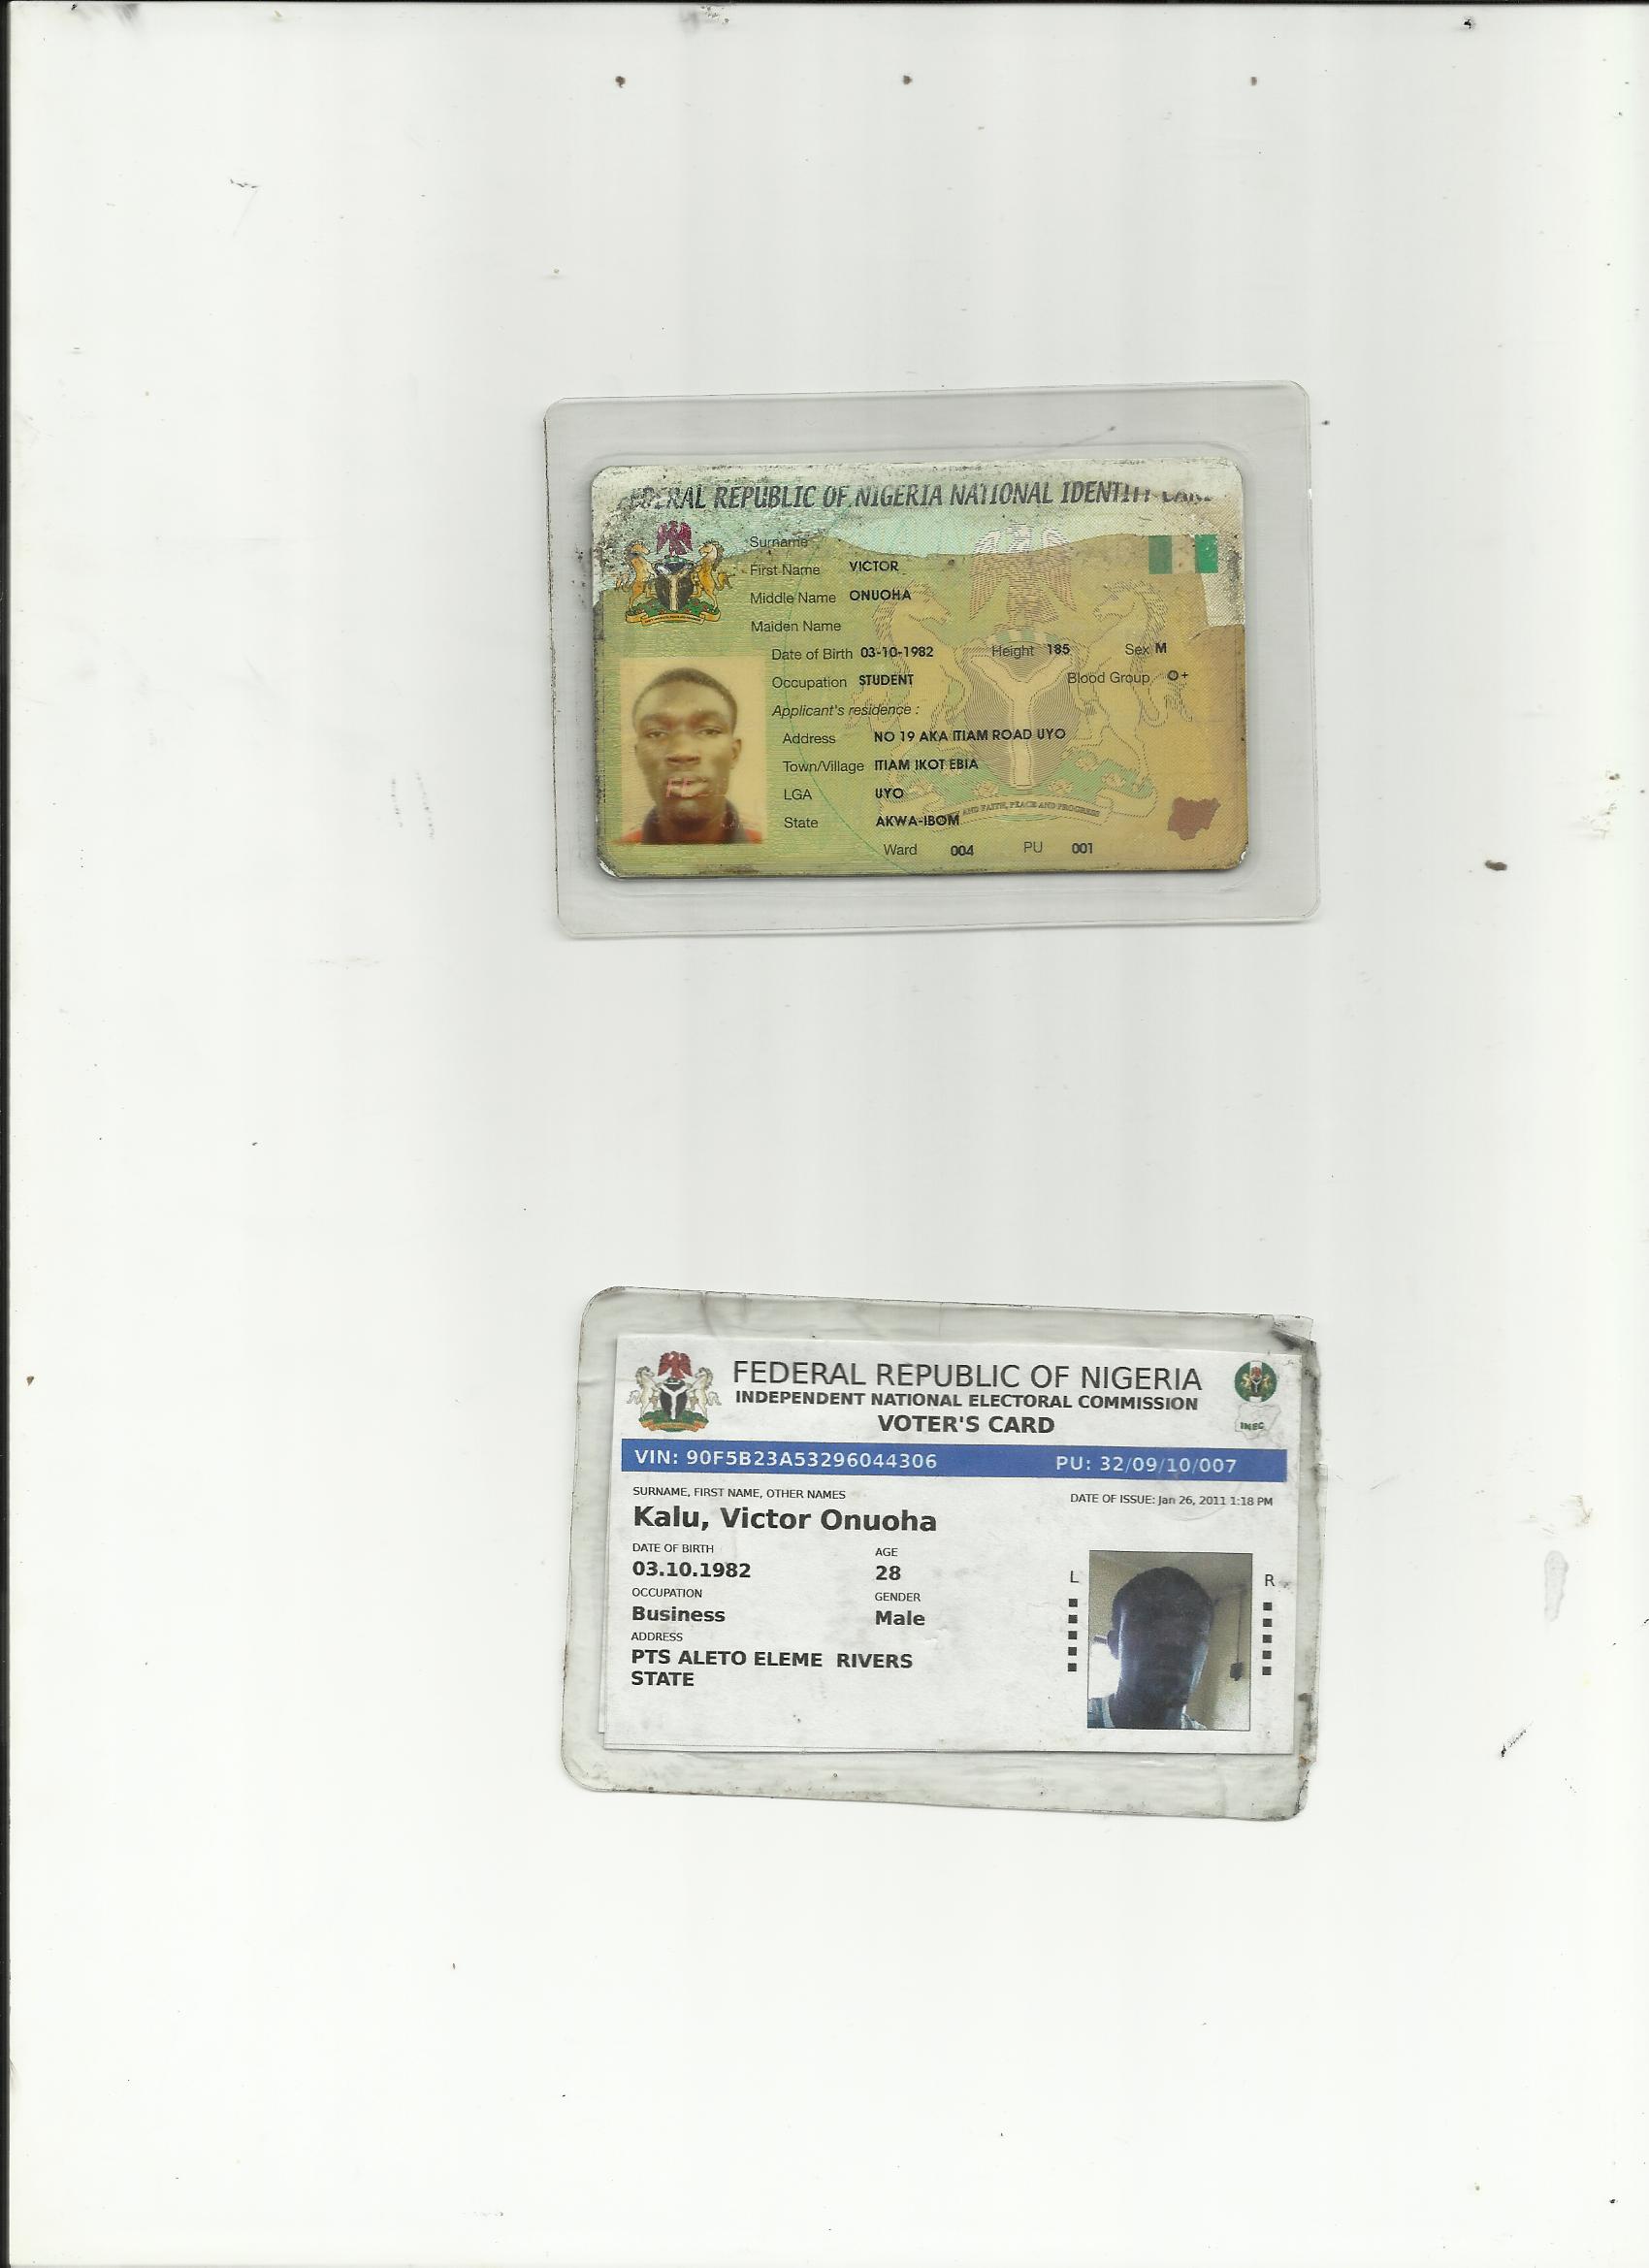 FEDERAL REPUBLIC OF NIGERIA NATIONAL IDENTITY CARD
Surname
First Name VICTOR
Middle Name ONUOHA
Maiden Name
Date of Birth 03-10-1982 Height 185 Sex M
Occupation STUDENT Blood Group O+
Applicant's residence :
Address NO 19 AKA ITIAM ROAD UYO
Town/Village ITIAM IKOT EBIA
LGA UYO
State AKWA-IBOM
AND FAITH, PEACE AND PROGRESS
Ward 004 PU 001
FEDERAL REPUBLIC OF NIGERIA
INDEPENDENT NATIONAL ELECTORAL COMMISSION
VOTER'S CARD
INEC
VIN: 90F5B23A53296044306 PU: 32/09/10/007
SURNAME, FIRST NAME, OTHER NAMES DATE OF ISSUE: Jan 26, 2011 1:18 PM
Kalu, Victor Onuoha
DATE OF BIRTH AGE
03.10.1982 28
OCCUPATION GENDER
Business Male
ADDRESS
PTS ALETO ELEME RIVERS
STATE
L R